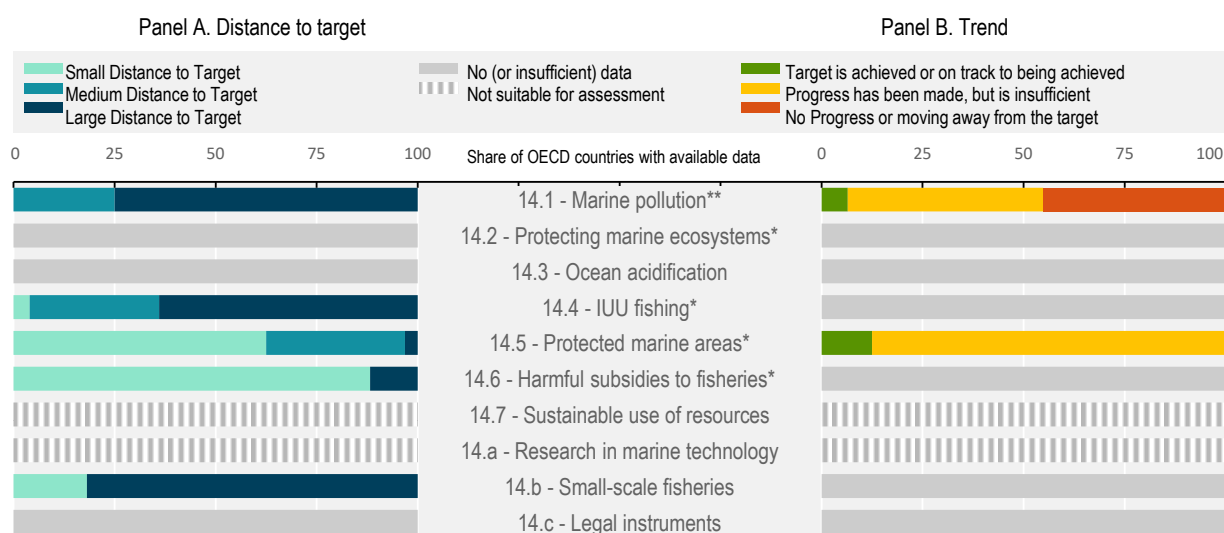 Panel A. Distance to target
Panel B. Trend
Small Distance to Target
Medium Distance to Target
Large Distance to Target
No (or insufficient) data
Not suitable for assessment
Target is achieved or on track to being achieved
Progress has been made, but is insufficient
No Progress or moving away from the target
0 25 50 75 100 Share of OECD countries with available data 0 25 50 75 100
14.1 - Marine pollution**
14.2 - Protecting marine ecosystems*
14.3 - Ocean acidification
14.4 - IUU fishing*
14.5 - Protected marine areas*
14.6 - Harmful subsidies to fisheries*
14.7 - Sustainable use of resources
14.a - Research in marine technology
14.b - Small-scale fisheries
14.c - Legal instruments